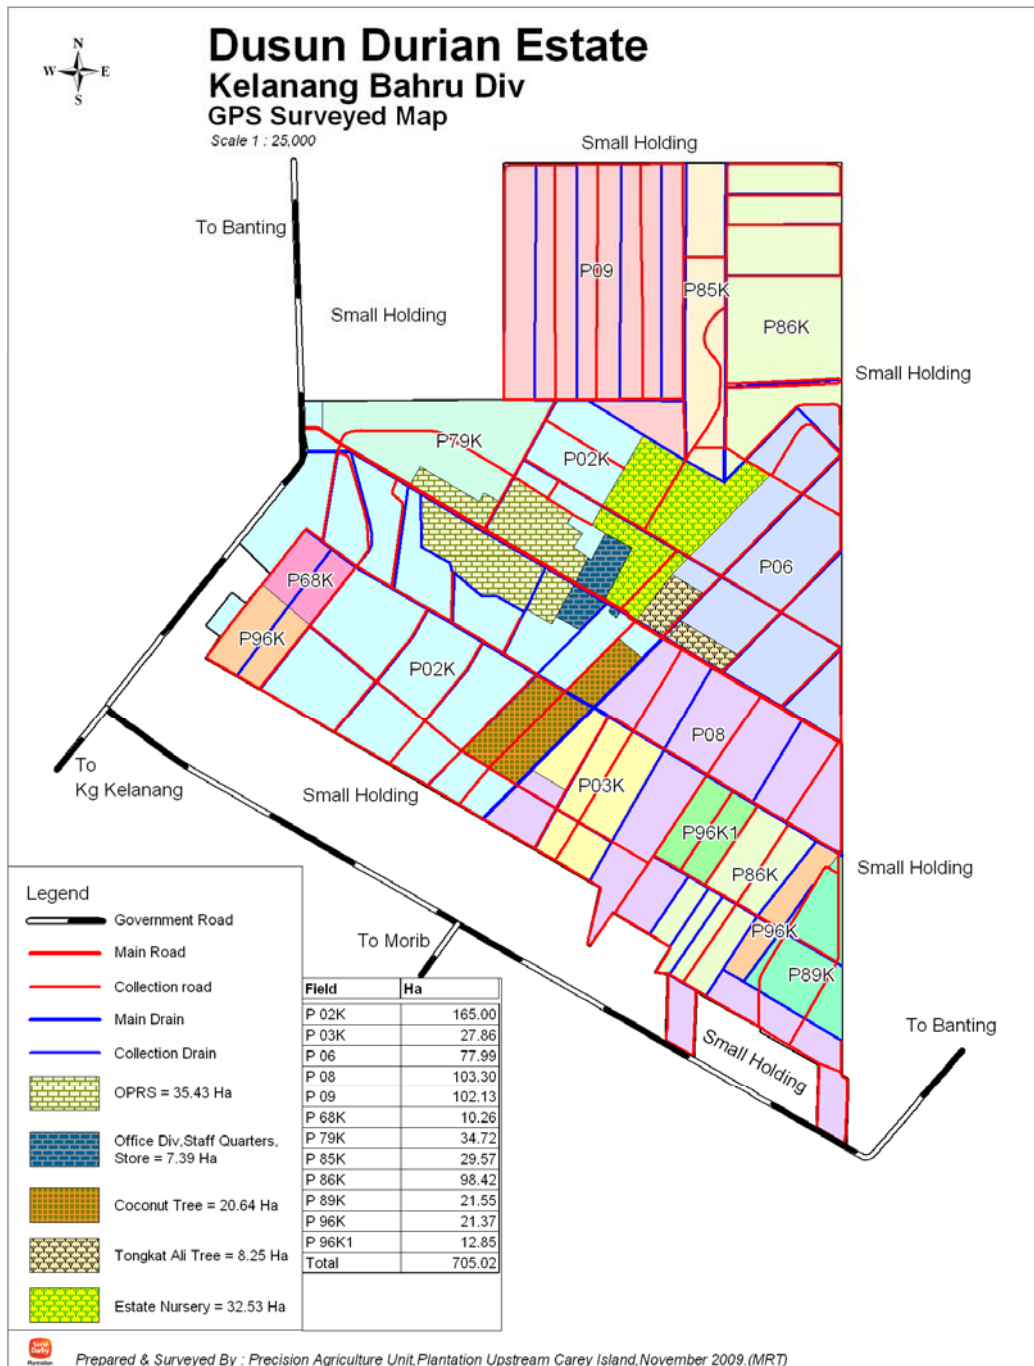 Dusun Durian Estate
Kelanang Bahru Div
GPS Surveyed Map
Scale 1 : 25,000
N
W E
S
Small Holding
To Banting
P09
P85K
Small Holding
P86K
Small Holding
P79K
P02K
P06
P68K
P96K
P02K
P08
To
Kg Kelanang
Small Holding
P03K
P96K1
P86K
Small Holding
P96K
To Morib
P89K
To Banting
Small Holding
Legend
Government Road
Main Road
Collection road
Main Drain
Collection Drain
OPRS = 35.43 Ha
Office Div,Staff Quarters,
Store = 7.39 Ha
Coconut Tree = 20.64 Ha
Tongkat Ali Tree = 8.25 Ha
Estate Nursery = 32.53 Ha
Field Ha
P 02K 165.00
P 03K 27.86
P 06 77.99
P 08 103.30
P 09 102.13
P 68K 10.26
P 79K 34.72
P 85K 29.57
P 86K 98.42
P 89K 21.55
P 96K 21.37
P 96K1 12.85
Total 705.02
Sime
Darby
Plantation
Prepared & Surveyed By : Precision Agriculture Unit,Plantation Upstream Carey Island,November 2009.(MRT)